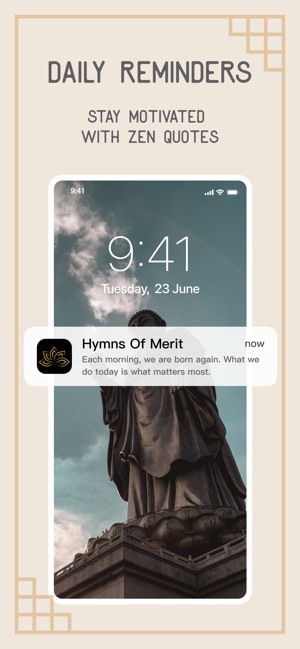 DAILY REMINDERS
STAY MOTIVATED
WITH ZEN QUOTES
9:41
9:41
Tuesday, 23 June
Hymns Of Merit now
Each morning, we are born again. What we
do today is what matters most.